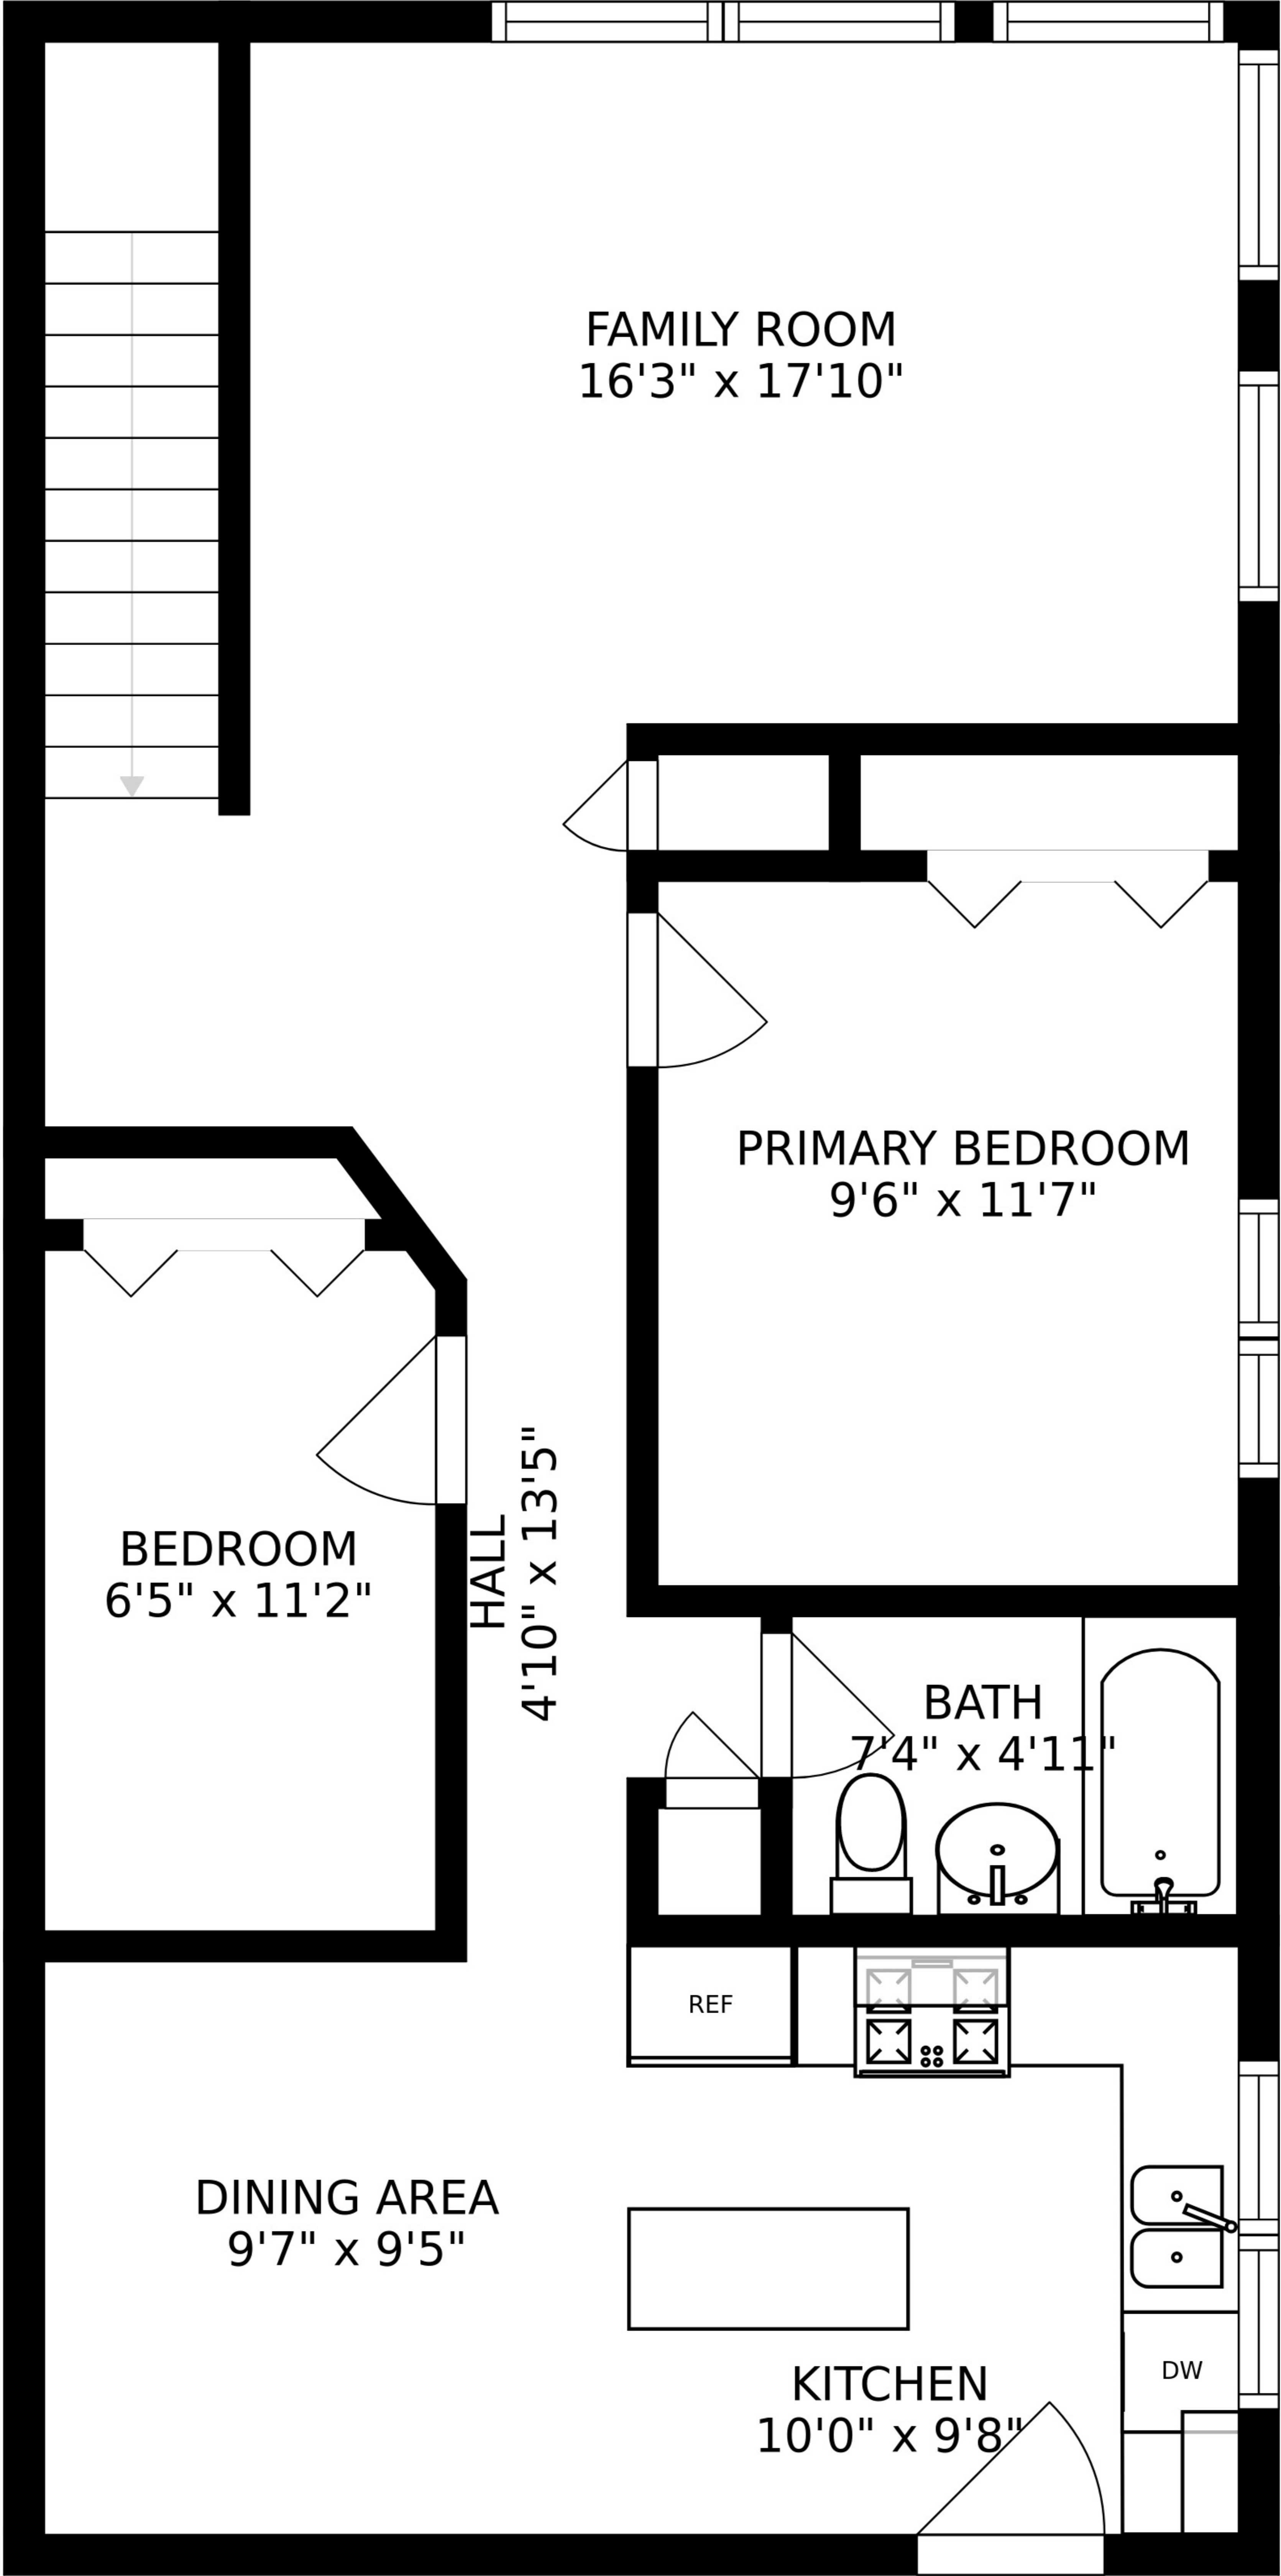 FAMILY ROOM
16'3" x 17'10"
PRIMARY BEDROOM
9'6" x 11'7"
BEDROOM
6'5" x 11'2"
HALL
4'10" x 13'5"
BATH
7'4" x 4'11"
REF
DINING AREA
9'7" x 9'5"
KITCHEN
10'0" x 9'8"
DW